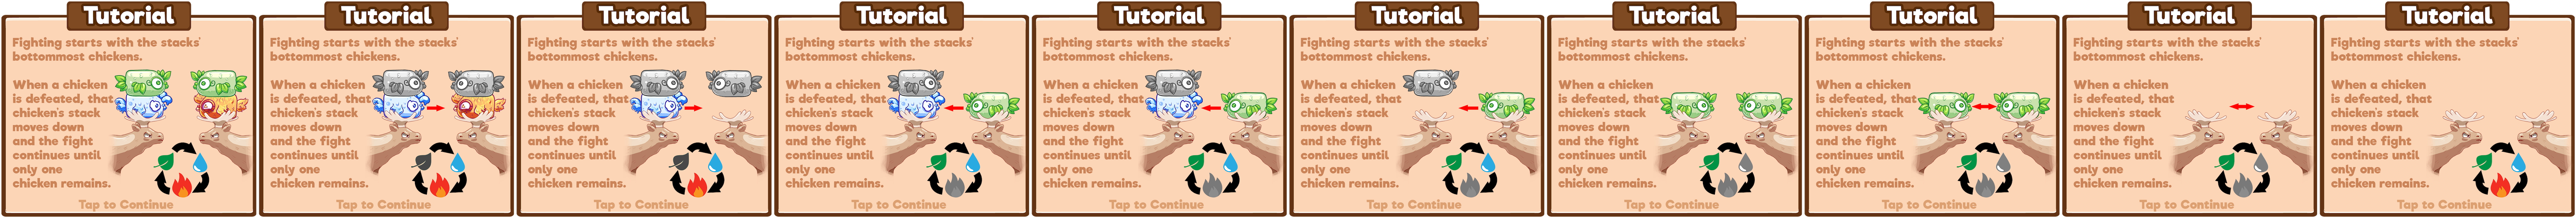 Tutorial
Fighting starts with the stacks'
bottommost chickens.
When a chicken
is defeated, that
chicken's stack
moves down
and the fight
continues until
only one
chicken remains.
Tap to Continue
Tutorial
Fighting starts with the stacks'
bottommost chickens.
When a chicken
is defeated, that
chicken's stack
moves down
and the fight
continues until
only one
chicken remains.
Tap to Continue
Tutorial
Fighting starts with the stacks'
bottommost chickens.
When a chicken
is defeated, that
chicken's stack
moves down
and the fight
continues until
only one
chicken remains.
Tap to Continue
Tutorial
Fighting starts with the stacks'
bottommost chickens.
When a chicken
is defeated, that
chicken's stack
moves down
and the fight
continues until
only one
chicken remains.
Tap to Continue
Tutorial
Fighting starts with the stacks'
bottommost chickens.
When a chicken
is defeated, that
chicken's stack
moves down
and the fight
continues until
only one
chicken remains.
Tap to Continue
Tutorial
Fighting starts with the stacks'
bottommost chickens.
When a chicken
is defeated, that
chicken's stack
moves down
and the fight
continues until
only one
chicken remains.
Tap to Continue
Tutorial
Fighting starts with the stacks'
bottommost chickens.
When a chicken
is defeated, that
chicken's stack
moves down
and the fight
continues until
only one
chicken remains.
Tap to Continue
Tutorial
Fighting starts with the stacks'
bottommost chickens.
When a chicken
is defeated, that
chicken's stack
moves down
and the fight
continues until
only one
chicken remains.
Tap to Continue
Tutorial
Fighting starts with the stacks'
bottommost chickens.
When a chicken
is defeated, that
chicken's stack
moves down
and the fight
continues until
only one
chicken remains.
Tap to Continue
Tutorial
Fighting starts with the stacks'
bottommost chickens.
When a chicken
is defeated, that
chicken's stack
moves down
and the fight
continues until
only one
chicken remains.
Tap to Continue